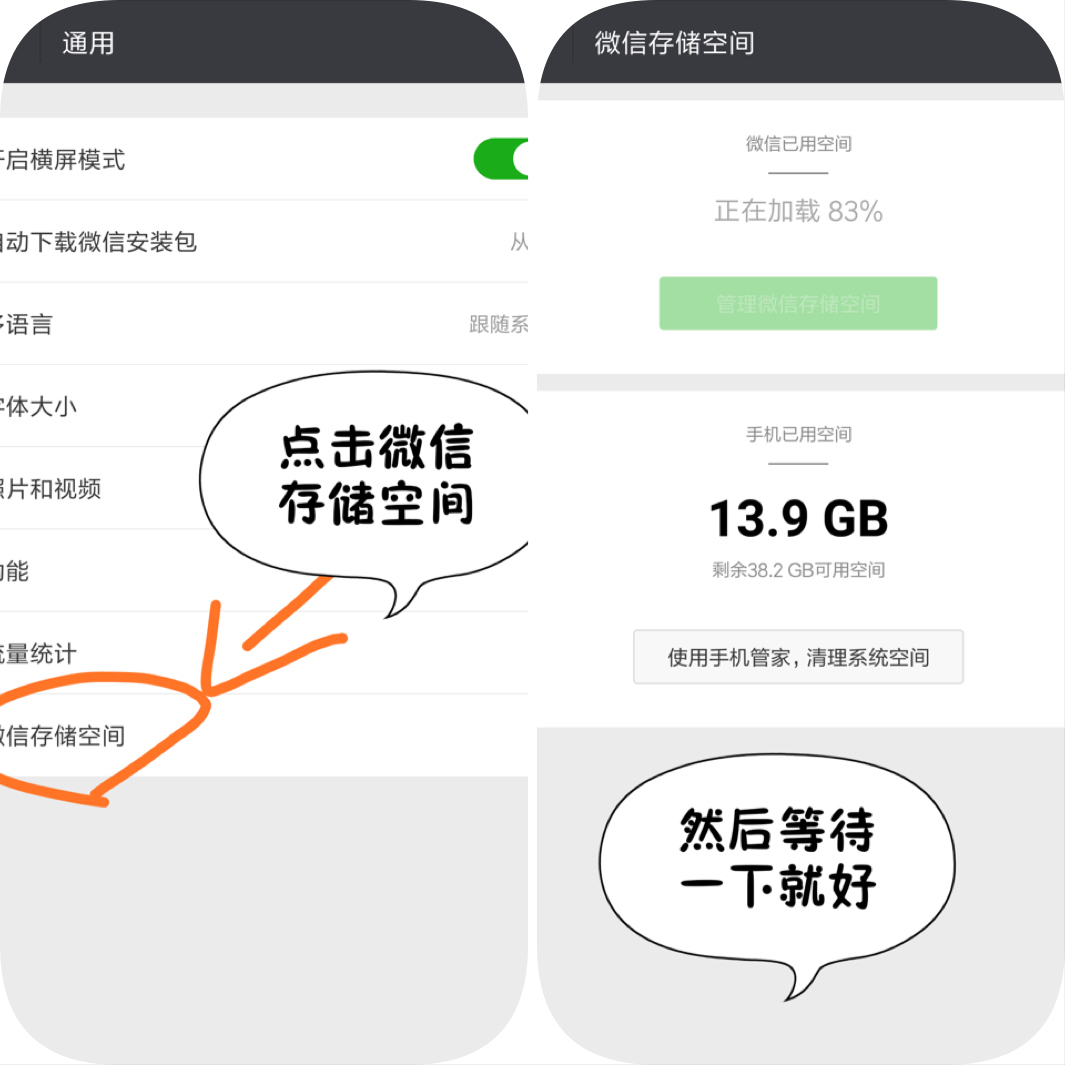 通用
启横屏模式
动下载微信安装包
从
语言
跟随系
体大小
片和视频
能
量统计
信存储空间
点击微信
存储空间
微信存储空间
微信已用空间
正在加载 83%
管理微信存储空间
手机已用空间
13.9 GB
剩余38.2 GB可用空间
使用手机管家，清理系统空间
然后等待
一下就好